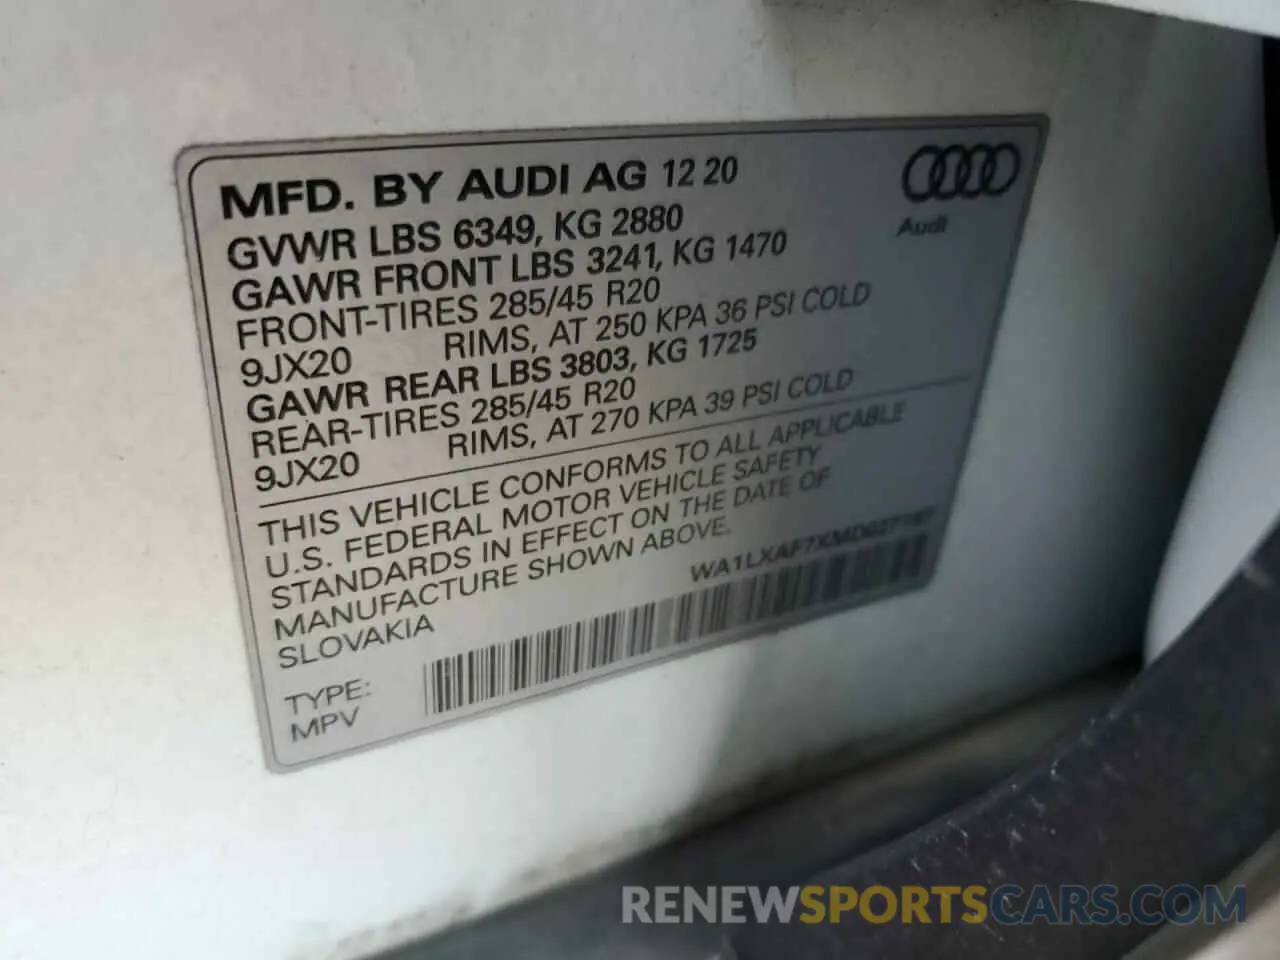 MFD. BY AUDI AG 12 20
GVWR LBS 6349, KG 2880
GAWR FRONT LBS 3241, KG 1470
FRONT-TIRES 285/45 R20
9JX20 RIMS, AT 250 KPA 36 PSI COLD
GAWR REAR LBS 3803, KG 1725
REAR-TIRES 285/45 R20
9JX20 RIMS, AT 270 KPA 39 PSI COLD
THIS VEHICLE CONFORMS TO ALL APPLICABLE
U.S. FEDERAL MOTOR VEHICLE SAFETY
STANDARDS IN EFFECT ON THE DATE OF
MANUFACTURE SHOWN ABOVE.
SLOVAKIA
TYPE:
MPV
Audi
RENEWSPORTSCARS.COM